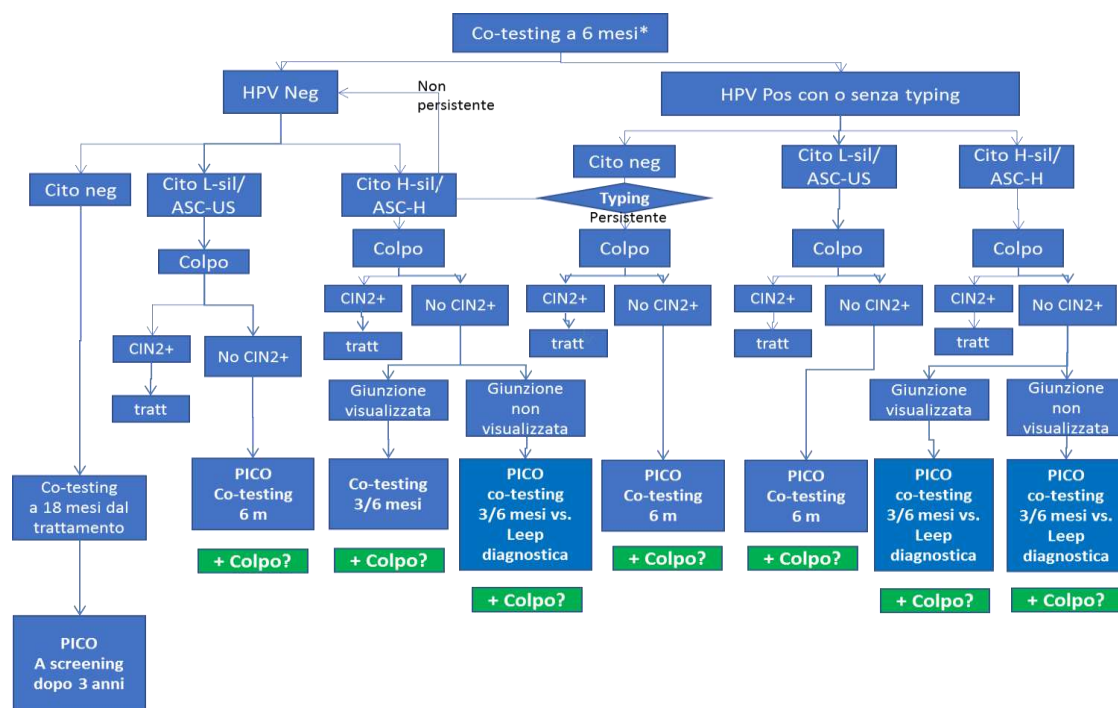 Co-testing a 6 mesi*
HPV Neg
Non
persistente
HPV Pos con o senza typing
Cito neg
Cito L-sil/
ASC-US
Cito H-sil/
ASC-H
Cito neg
Typing
Persistente
Cito L-sil/
ASC-US
Cito H-sil/
ASC-H
Colpo
Colpo
Colpo
Colpo
Colpo
CIN2+
No CIN2+
tratt
CIN2+
No CIN2+
tratt
CIN2+
No CIN2+
tratt
CIN2+
No CIN2+
tratt
CIN2+
No CIN2+
tratt
Giunzione
visualizzata
Giunzione
non
visualizzata
Giunzione
visualizzata
Giunzione
non
visualizzata
Co-testing
a 18 mesi dal
trattamento
PICO
Co-testing
6 m
Co-testing
3/6 mesi
PICO
co-testing
3/6 mesi vs.
Leep
diagnostica
PICO
Co-testing
6 m
PICO
Co-testing
6 m
PICO
co-testing
3/6 mesi vs.
Leep
diagnostica
PICO
co-testing
3/6 mesi vs.
Leep
diagnostica
+ Colpo?
+ Colpo?
+ Colpo?
+ Colpo?
+ Colpo?
+ Colpo?
+ Colpo?
PICO
A screening
dopo 3 anni